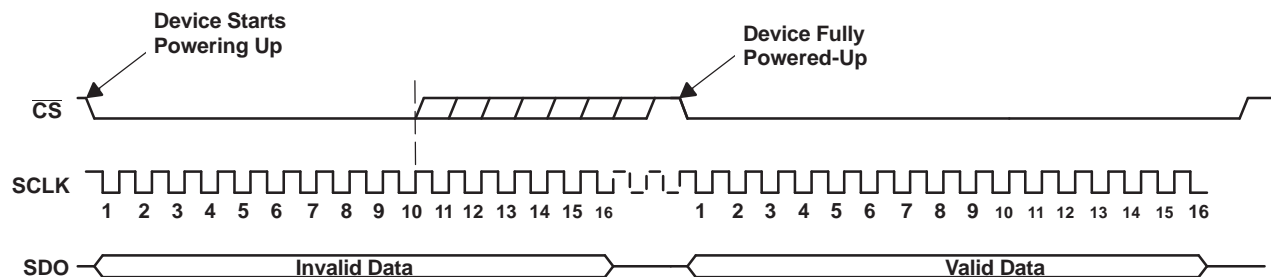 Device Starts
Powering Up
Device Fully
Powered-Up
CS
SCLK
1 2 3 4 5 6 7 8 9 10 11 12 13 14 15 16 1 2 3 4 5 6 7 8 9 10 11 12 13 14 15 16
SDO Invalid Data Valid Data